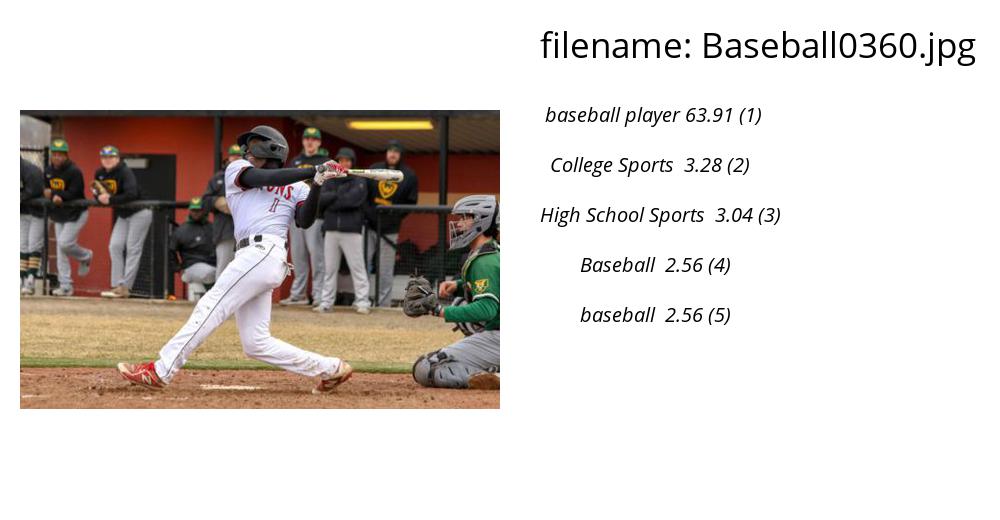 filename: Baseball0360.jpg
baseball player 63.91 (1)
College Sports  3.28 (2)
High School Sports  3.04 (3)
Baseball  2.56 (4)
baseball  2.56 (5)
1